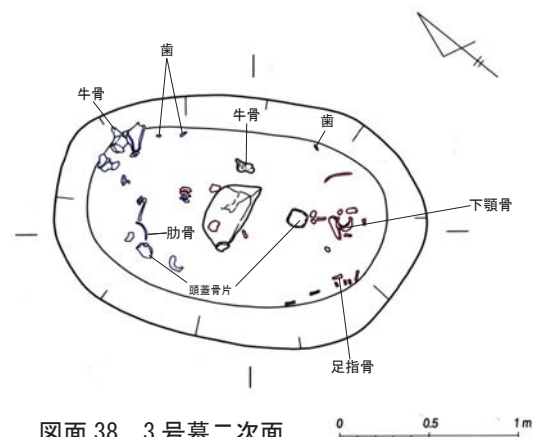 歯
牛骨
牛骨
歯
下顎骨
肋骨
頭蓋骨片
足指骨
図面 38 3 号墓二次面
0 0.5 1m